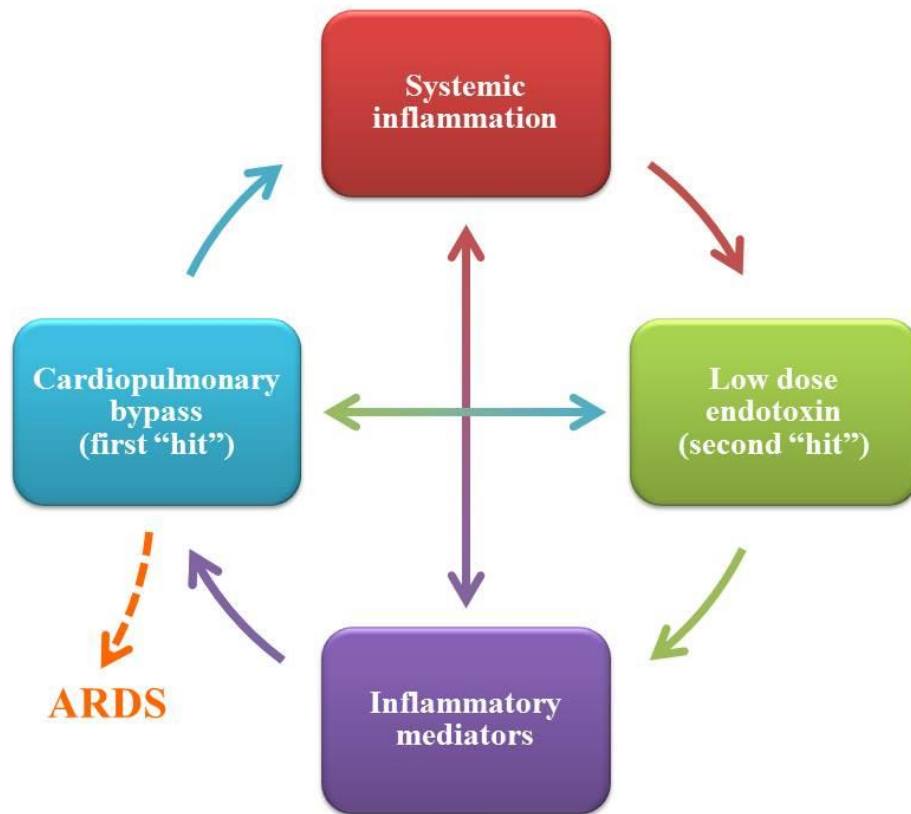 Systemic
inflammation
Cardiopulmonary
bypass
(first “hit”)
Low dose
endotoxin
(second “hit”)
ARDS
Inflammatory
mediators